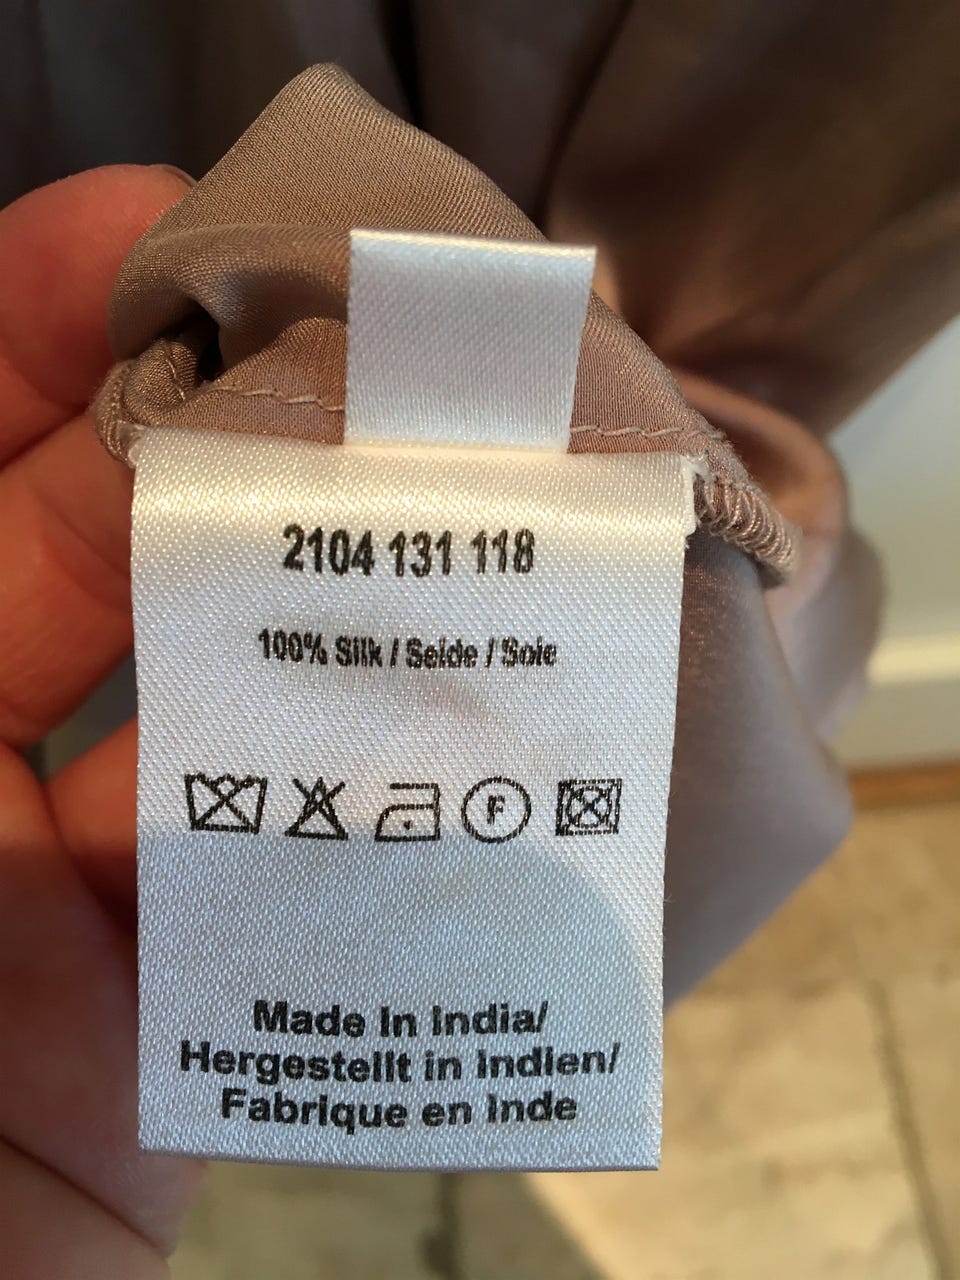 2104 131 118
100% Silk / Seide / Soie
F
Made in India/
Hergestellt in Indien/
Fabrique en Inde